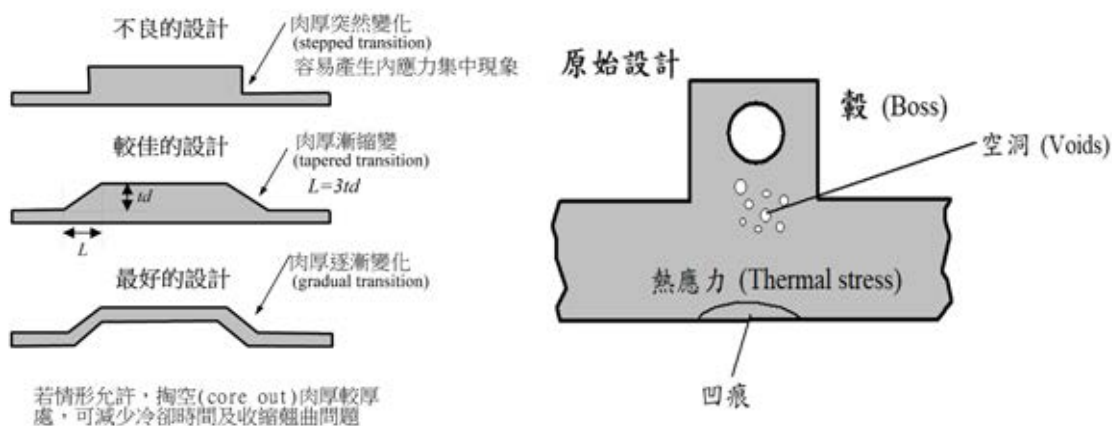 不良的設計
肉厚突然變化
(stepped transition)
容易產生內應力集中現象
較佳的設計
肉厚漸縮變
(tapered transition)
L=3td
td
L
最好的設計
肉厚逐漸變化
(gradual transition)
若情形允許，掏空(core out)肉厚較厚
處，可減少冷卻時間及收縮翹曲問題
原始設計
轂 (Boss)
空洞 (Voids)
熱應力 (Thermal stress)
凹痕